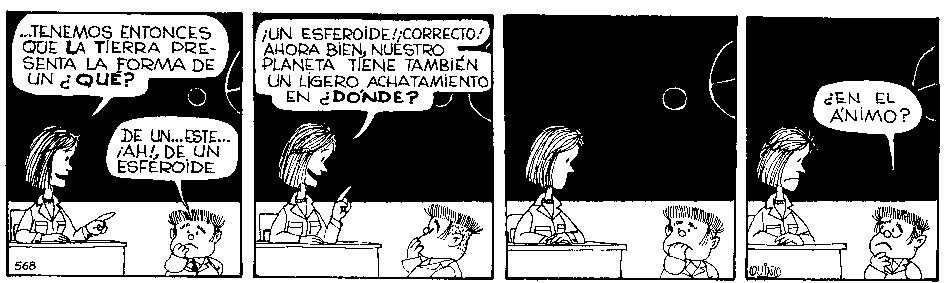 ...TENEMOS ENTONCES
QUE LA TIERRA PRE-
SENTA LA FORMA DE
UN ¿QUÉ?
DE UN...ESTE...
¡AH!, DE UN
ESFEROIDE
568
¡UN ESFEROIDE! ¡CORRECTO!
AHORA BIEN, NUESTRO
PLANETA TIENE TAMBIÉN
UN LIGERO ACHATAMIENTO
EN ¿DÓNDE?
¿EN EL
ÁNIMO?
QUINO